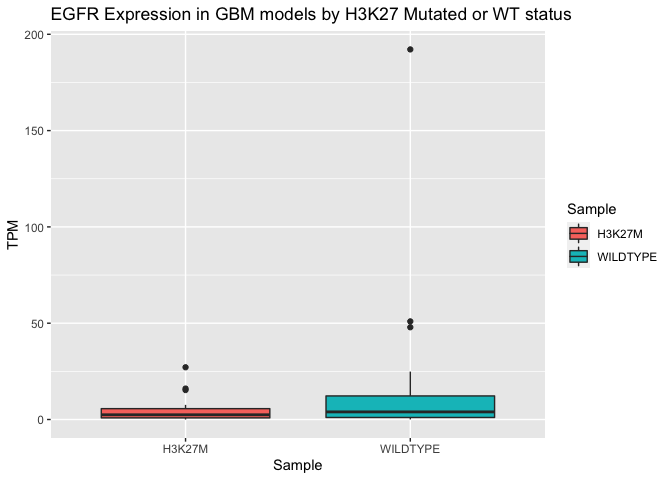 EGFR Expression in GBM models by H3K27 Mutated or WT status
200
150
100
50
0
TPM
H3K27M
WILDTYPE
Sample
Sample
H3K27M
WILDTYPE